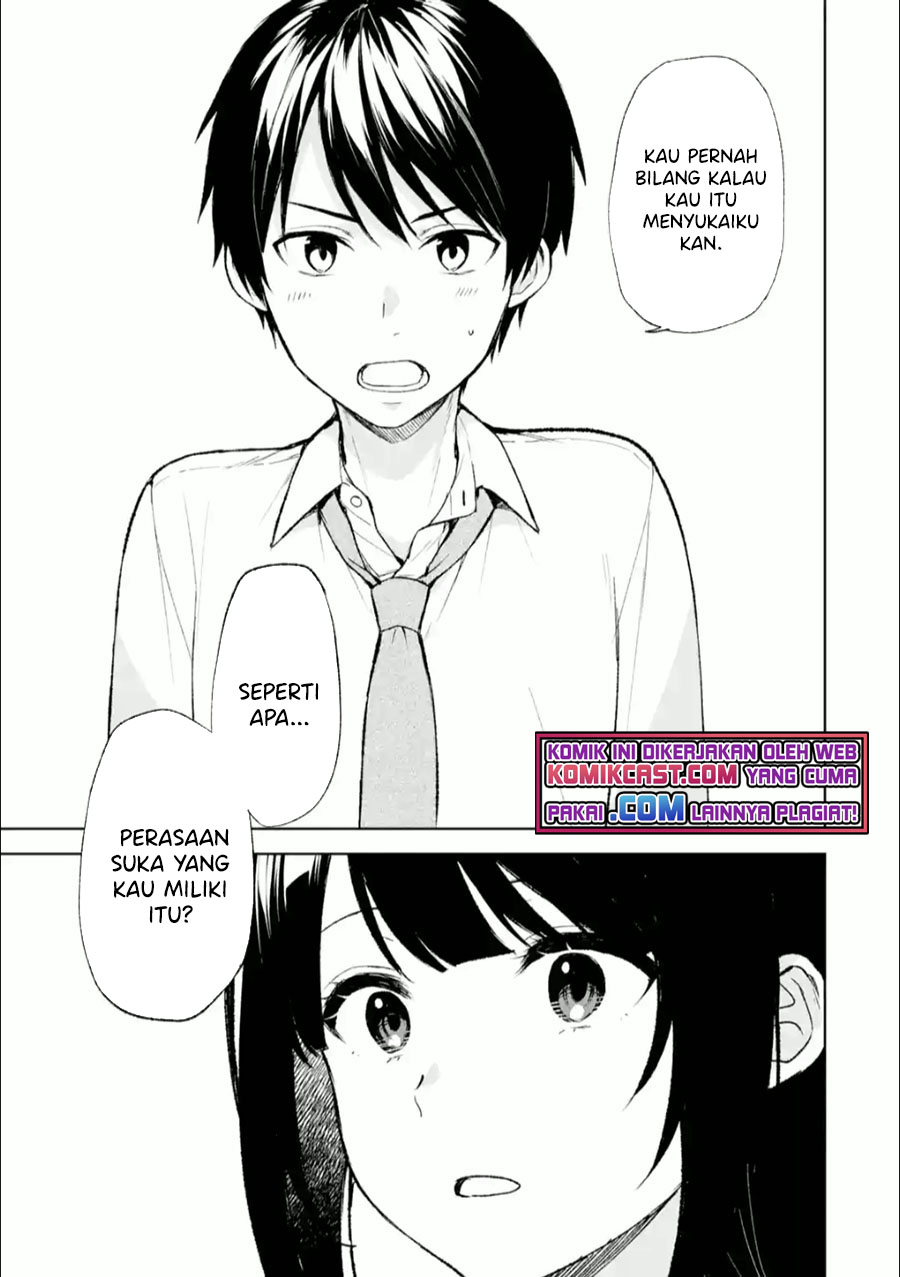 KAU PERNAH
BILANG KALAU
KAU ITU
MENYUKAIKU
KAN.
SEPERTI
APA...
PERASAAN
SUKA YANG
KAU MILIKI
ITU?
KOMIK INI DIKERJAKAN OLEH WEB
KOMIKCAST.COM YANG CUMA
PAKAI .COM LAINNYA PLAGIAT!